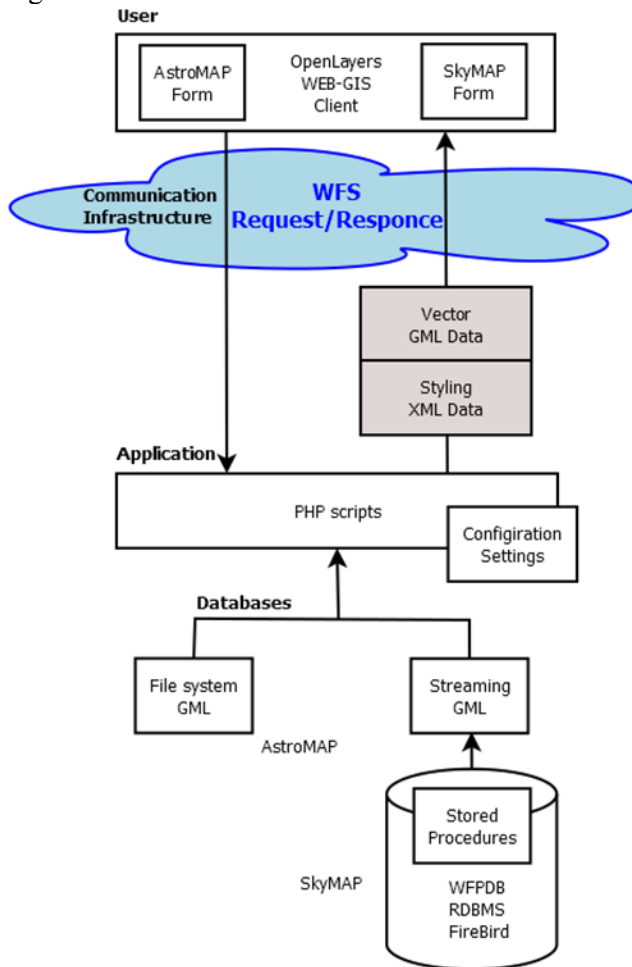 User
AstroMAP
Form
OpenLayers
WEB-GIS
Client
SkyMAP
Form
Communication
Infrastructure
WFS
Request/Responce
Vector
GML Data
Styling
XML Data
Application
PHP scripts
Configiration
Settings
Databases
File system
GML
Streaming
GML
AstroMAP
Stored
Procedures
SkyMAP
WFPDB
RDBMS
FireBird